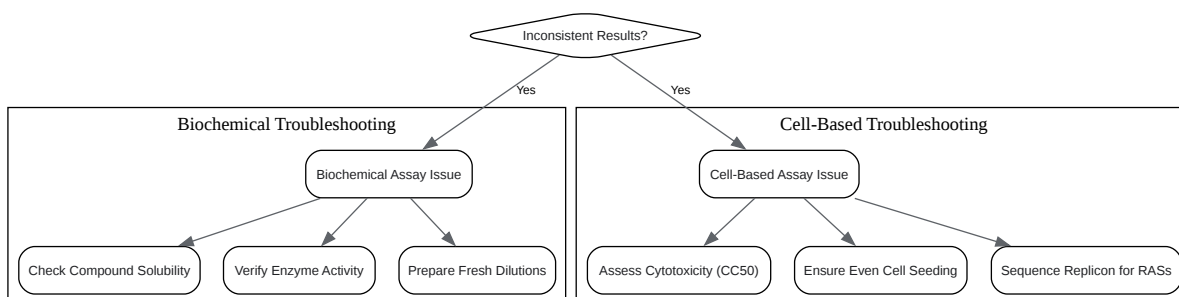 Inconsistent Results?
Yes
Yes
Biochemical Troubleshooting
Cell-Based Troubleshooting
Biochemical Assay Issue
Cell-Based Assay Issue
Check Compound Solubility
Verify Enzyme Activity
Prepare Fresh Dilutions
Assess Cytotoxicity (CC50)
Ensure Even Cell Seeding
Sequence Replicon for RASs